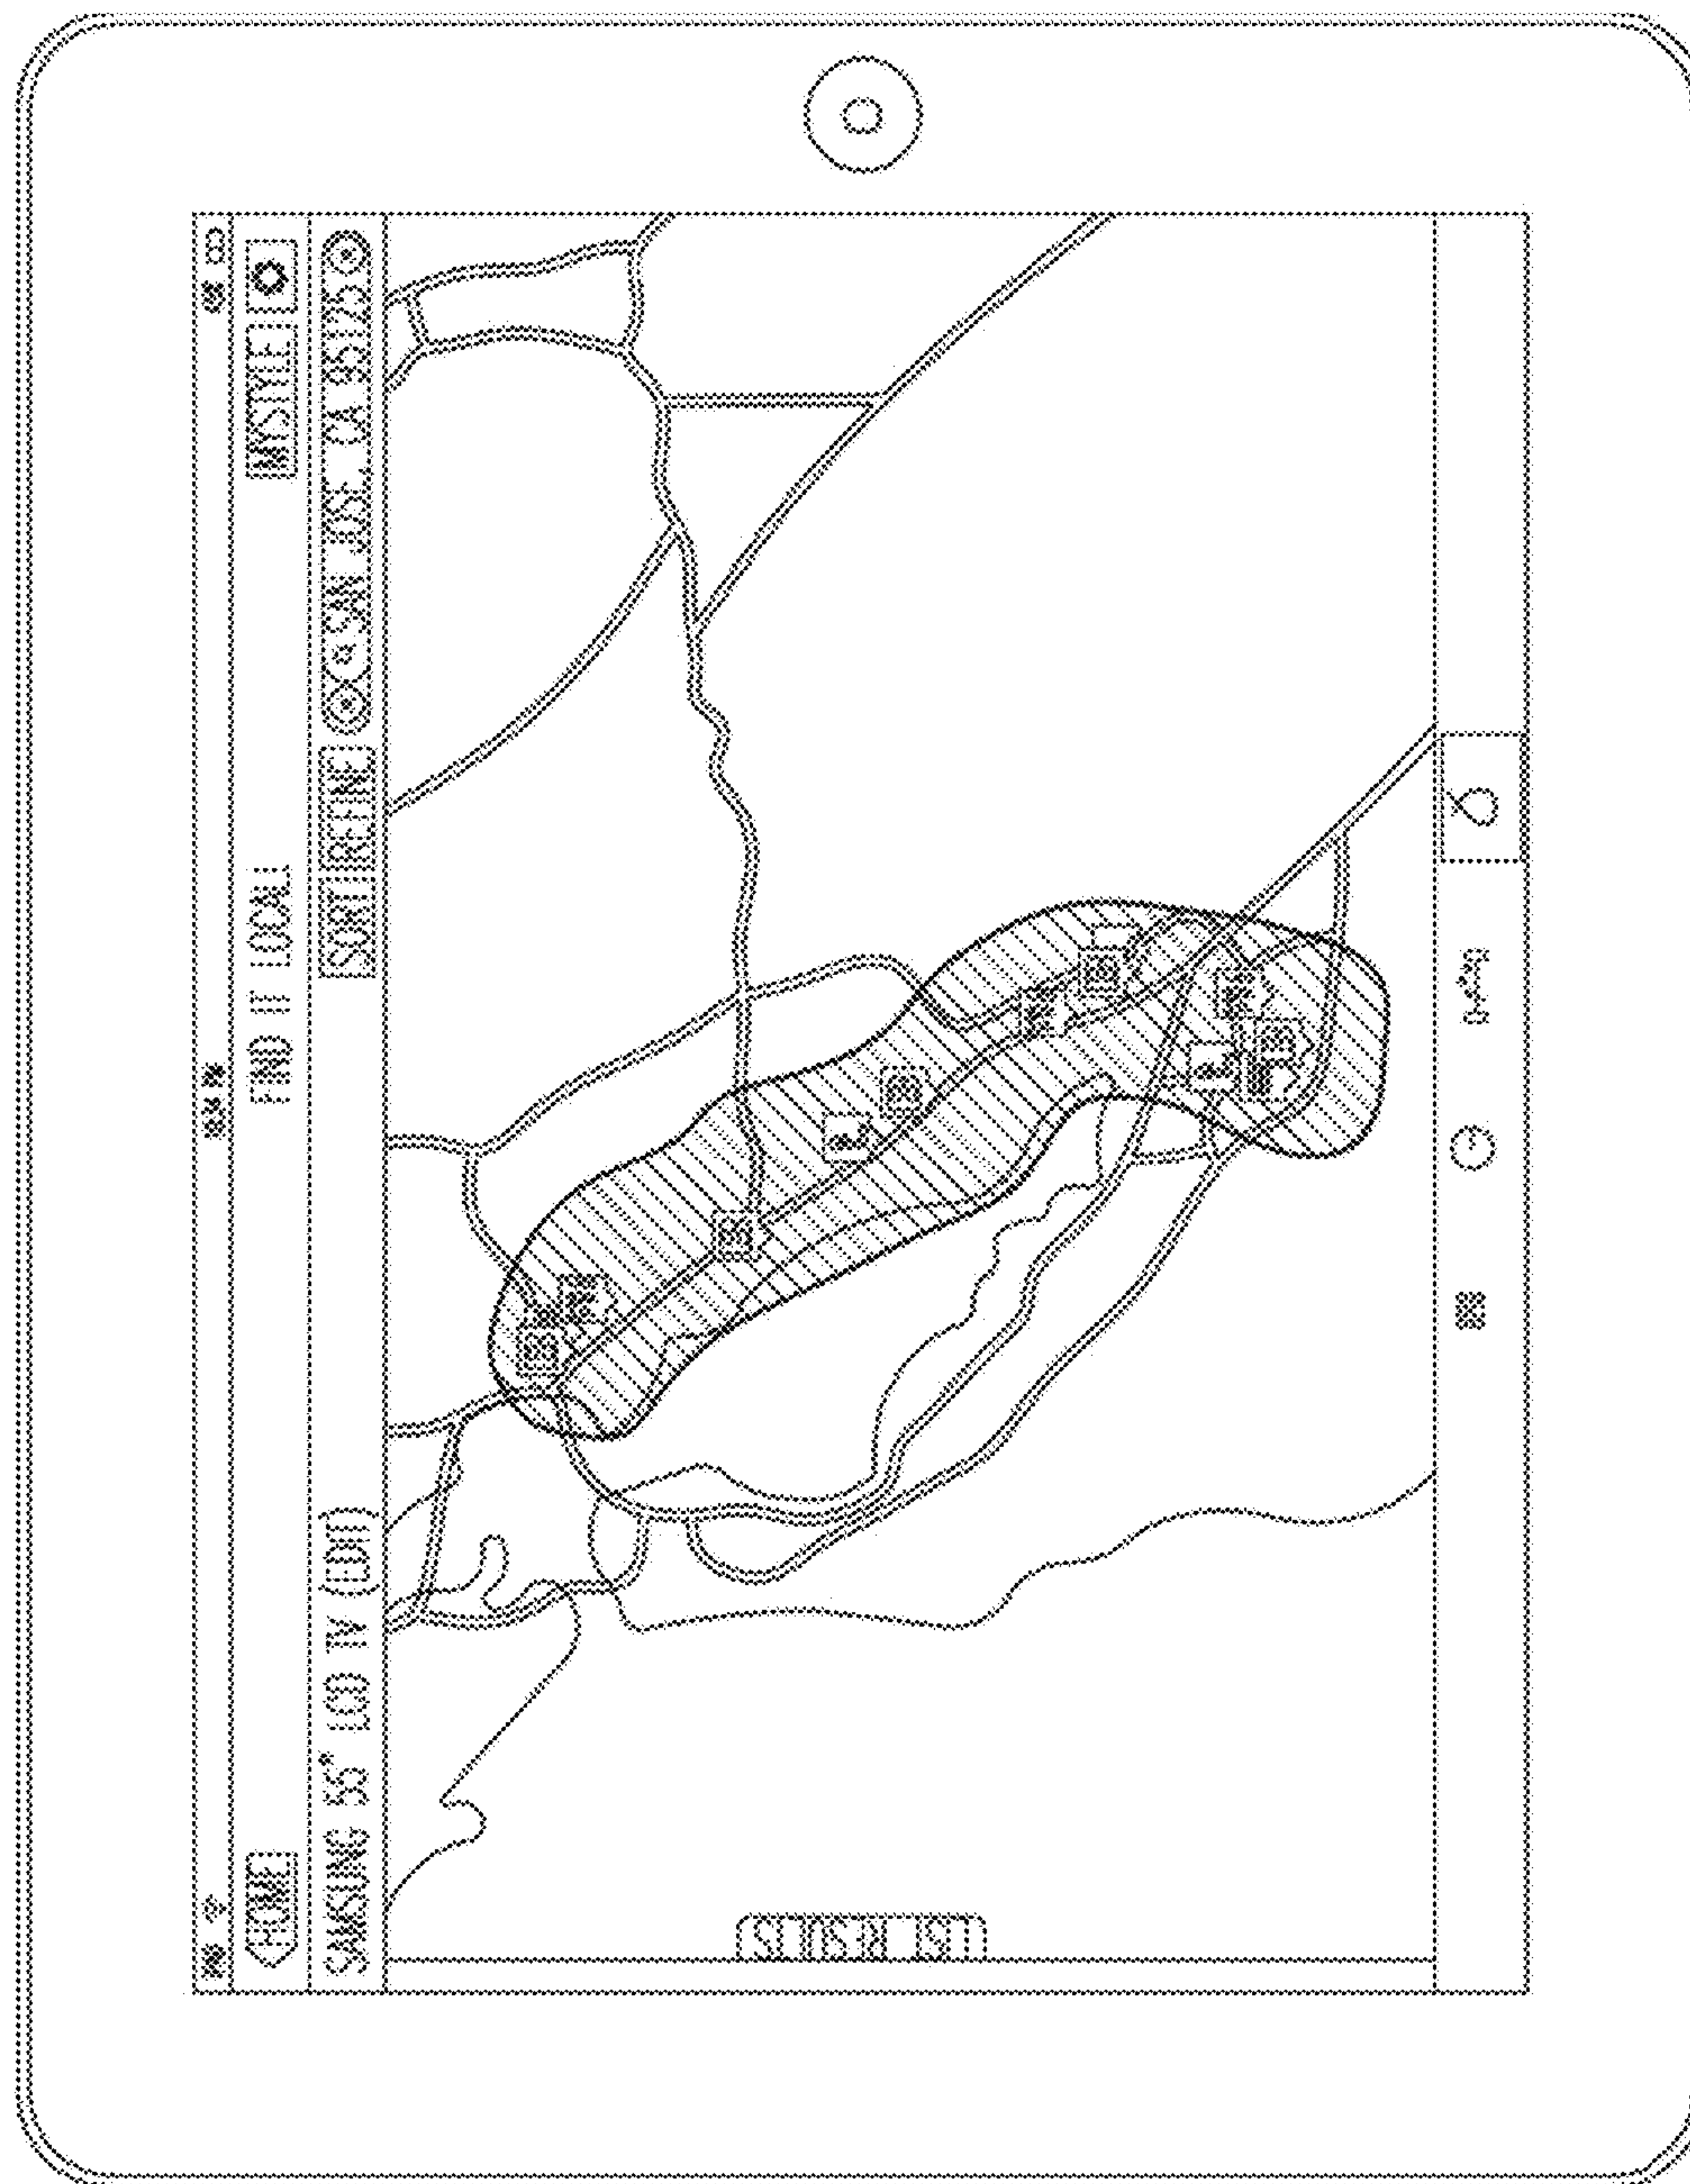 FIND IT LOCAL!
HOME
MYSTYLE
SAMSUNG 55" LCD TV (EDIT)
SORT REFINE
SAN JOSE, CA 95125
LIST RESULTS